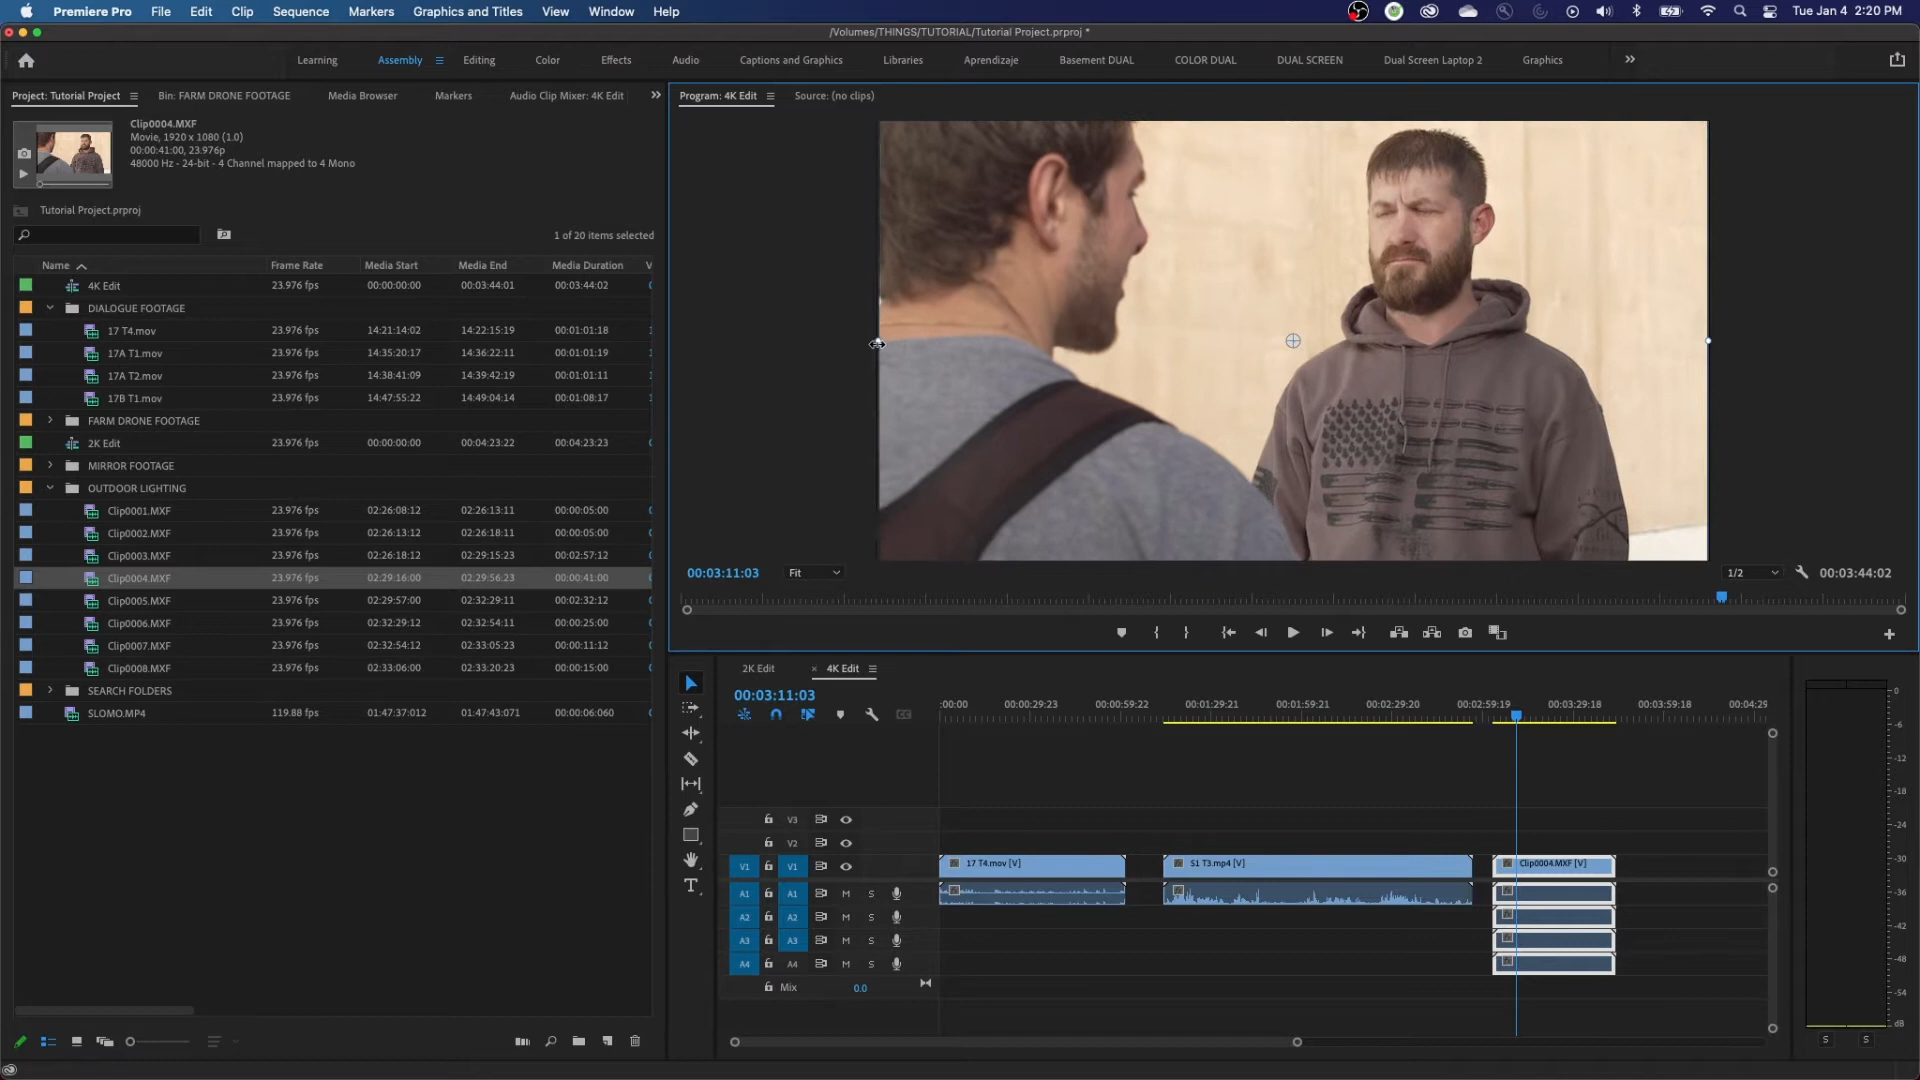 Premiere Pro File Edit Clip Sequence Markers Graphics and Titles View Window Help Tue Jan 4 2:20 PM
/Volumes/THINGS/TUTORIAL/Tutorial Project.prproj *
Learning Assembly Editing Color Effects Audio Captions and Graphics Libraries Aprendizaje Basement DUAL COLOR DUAL DUAL SCREEN Dual Screen Laptop 2 Graphics
Project: Tutorial Project Bin: FARM DRONE FOOTAGE Media Browser Markers Audio Clip Mixer: 4K Edit
Program: 4K Edit Source: (no clips)
Clip0004.MXF
Movie, 1920 x 1080 (1.0)
00:00:41:00, 23.976p
48000 Hz - 24-bit - 4 Channel mapped to 4 Mono
Tutorial Project.prproj
1 of 20 items selected
Name Frame Rate Media Start Media End Media Duration V
4K Edit 23.976 fps 00:00:00:00 00:03:44:01 00:03:44:02
DIALOGUE FOOTAGE
17 T4.mov 23.976 fps 14:21:14:02 14:22:15:19 00:01:01:18
17A T1.mov 23.976 fps 14:35:20:17 14:36:22:11 00:01:01:19
17A T2.mov 23.976 fps 14:38:41:09 14:39:42:19 00:01:01:11
17B T1.mov 23.976 fps 14:47:55:22 14:49:04:14 00:01:08:17
FARM DRONE FOOTAGE
2K Edit 23.976 fps 00:00:00:00 00:04:23:22 00:04:23:23
MIRROR FOOTAGE
OUTDOOR LIGHTING
Clip0001.MXF 23.976 fps 02:26:08:12 02:26:13:11 00:00:05:00
Clip0002.MXF 23.976 fps 02:26:13:12 02:26:18:11 00:00:05:00
Clip0003.MXF 23.976 fps 02:26:18:12 02:29:15:23 00:02:57:12
Clip0004.MXF 23.976 fps 02:29:16:00 02:29:56:23 00:00:41:00
Clip0005.MXF 23.976 fps 02:29:57:00 02:32:29:11 00:02:32:12
Clip0006.MXF 23.976 fps 02:32:29:12 02:32:54:11 00:00:25:00
Clip0007.MXF 23.976 fps 02:32:54:12 02:33:05:23 00:00:11:12
Clip0008.MXF 23.976 fps 02:33:06:00 02:33:20:23 00:00:15:00
SEARCH FOLDERS
SLOMO.MP4 119.88 fps 01:47:37:012 01:47:43:071 00:00:06:060
00:03:11:03 Fit 1/2 00:03:44:02
2K Edit × 4K Edit
00:03:11:03
:00:00 00:00:29:23 00:00:59:22 00:01:29:21 00:01:59:21 00:02:29:20 00:02:59:19 00:03:29:18 00:03:59:18 00:04:29
V3
V2
V1 V1 17 T4.mov [V] S1 T3.mp4 [V] Clip0004.MXF [V]
A1 A1 M S
A2 A2 M S
A3 A3 M S
A4 A4 M S
Mix 0.0
0
-6
-12
-18
-24
-30
-36
-42
-48
-54
dB
S S